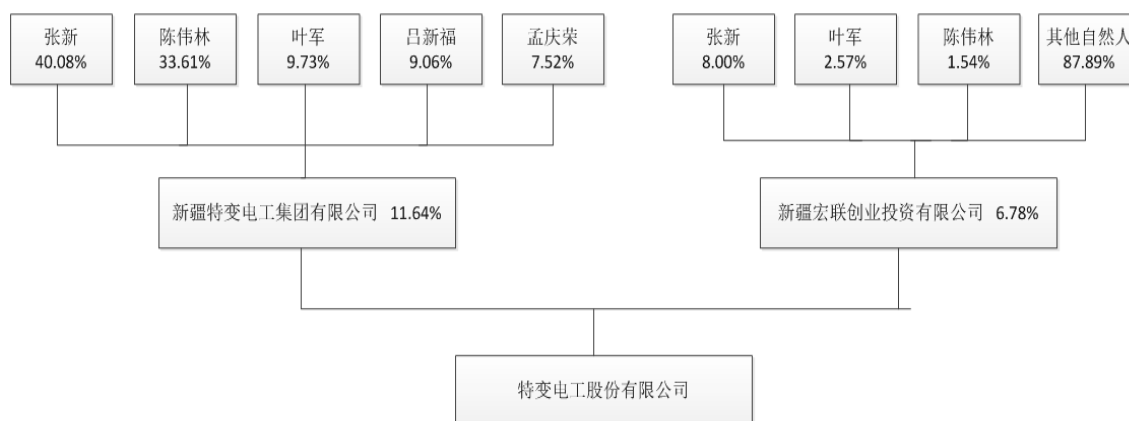 张新
40.08%
陈伟林
33.61%
叶军
9.73%
吕新福
9.06%
孟庆荣
7.52%
张新
8.00%
叶军
2.57%
陈伟林
1.54%
其他自然人
87.89%
新疆特变电工集团有限公司 11.64%
新疆宏联创业投资有限公司 6.78%
特变电工股份有限公司